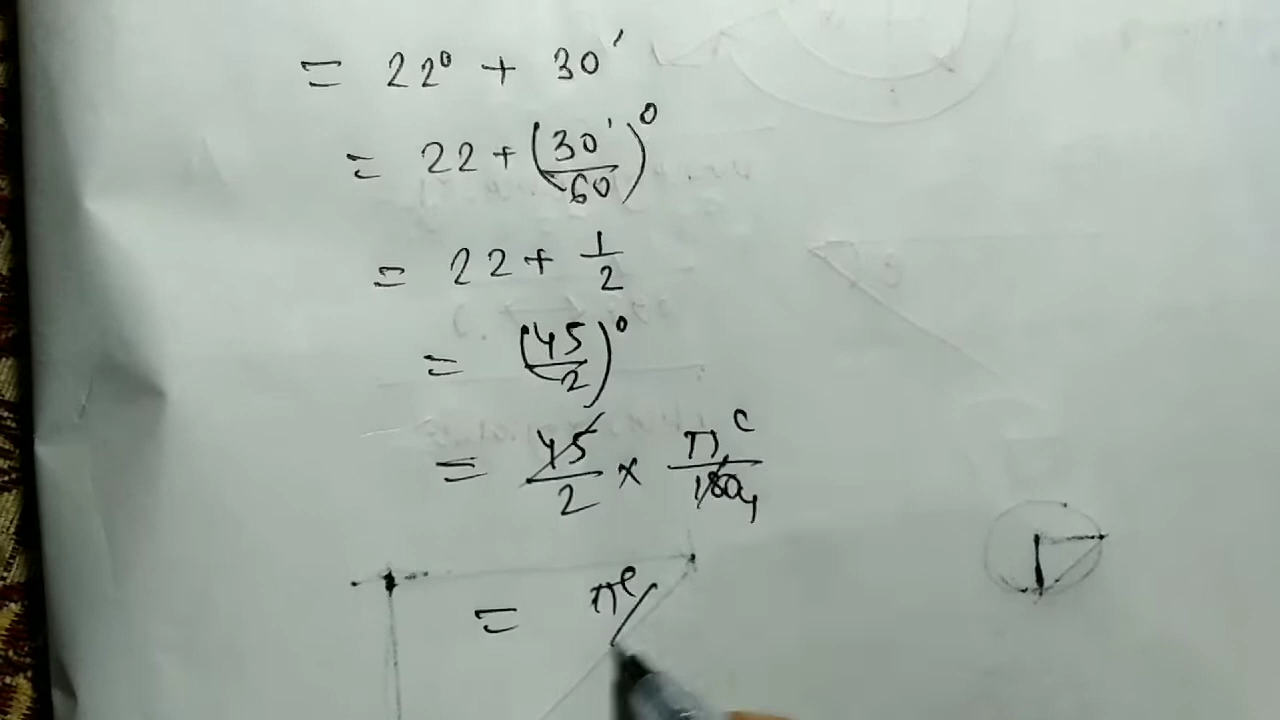 = 22° + 30'
= 22 + (30'/60)°
= 22 + 1/2
= (45/2)°
= 45/2 × π^c/180
= π^c/